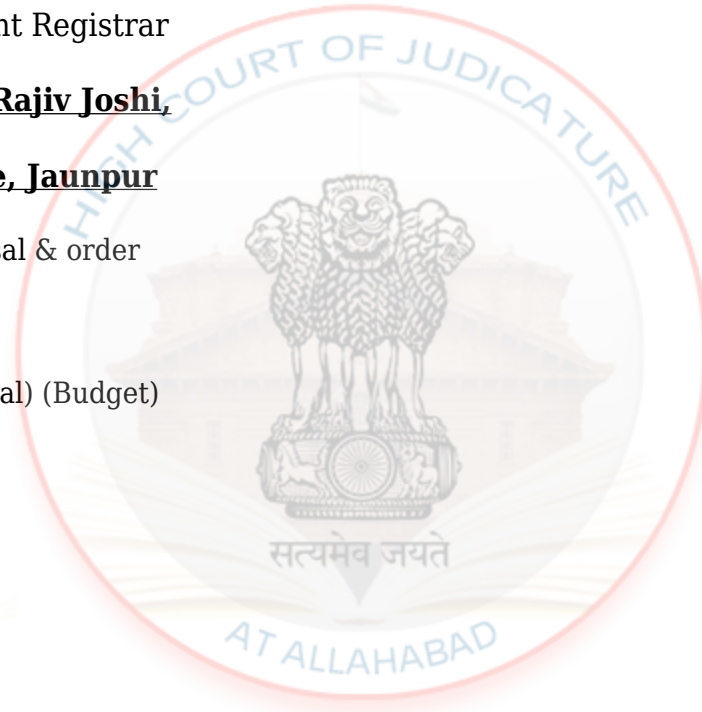 nt Registrar
Rajiv Joshi,
e, Jaunpur
al & order
al) (Budget)
HIGH COURT OF JUDICATURE
सत्यमेव जयते
AT ALLAHABAD